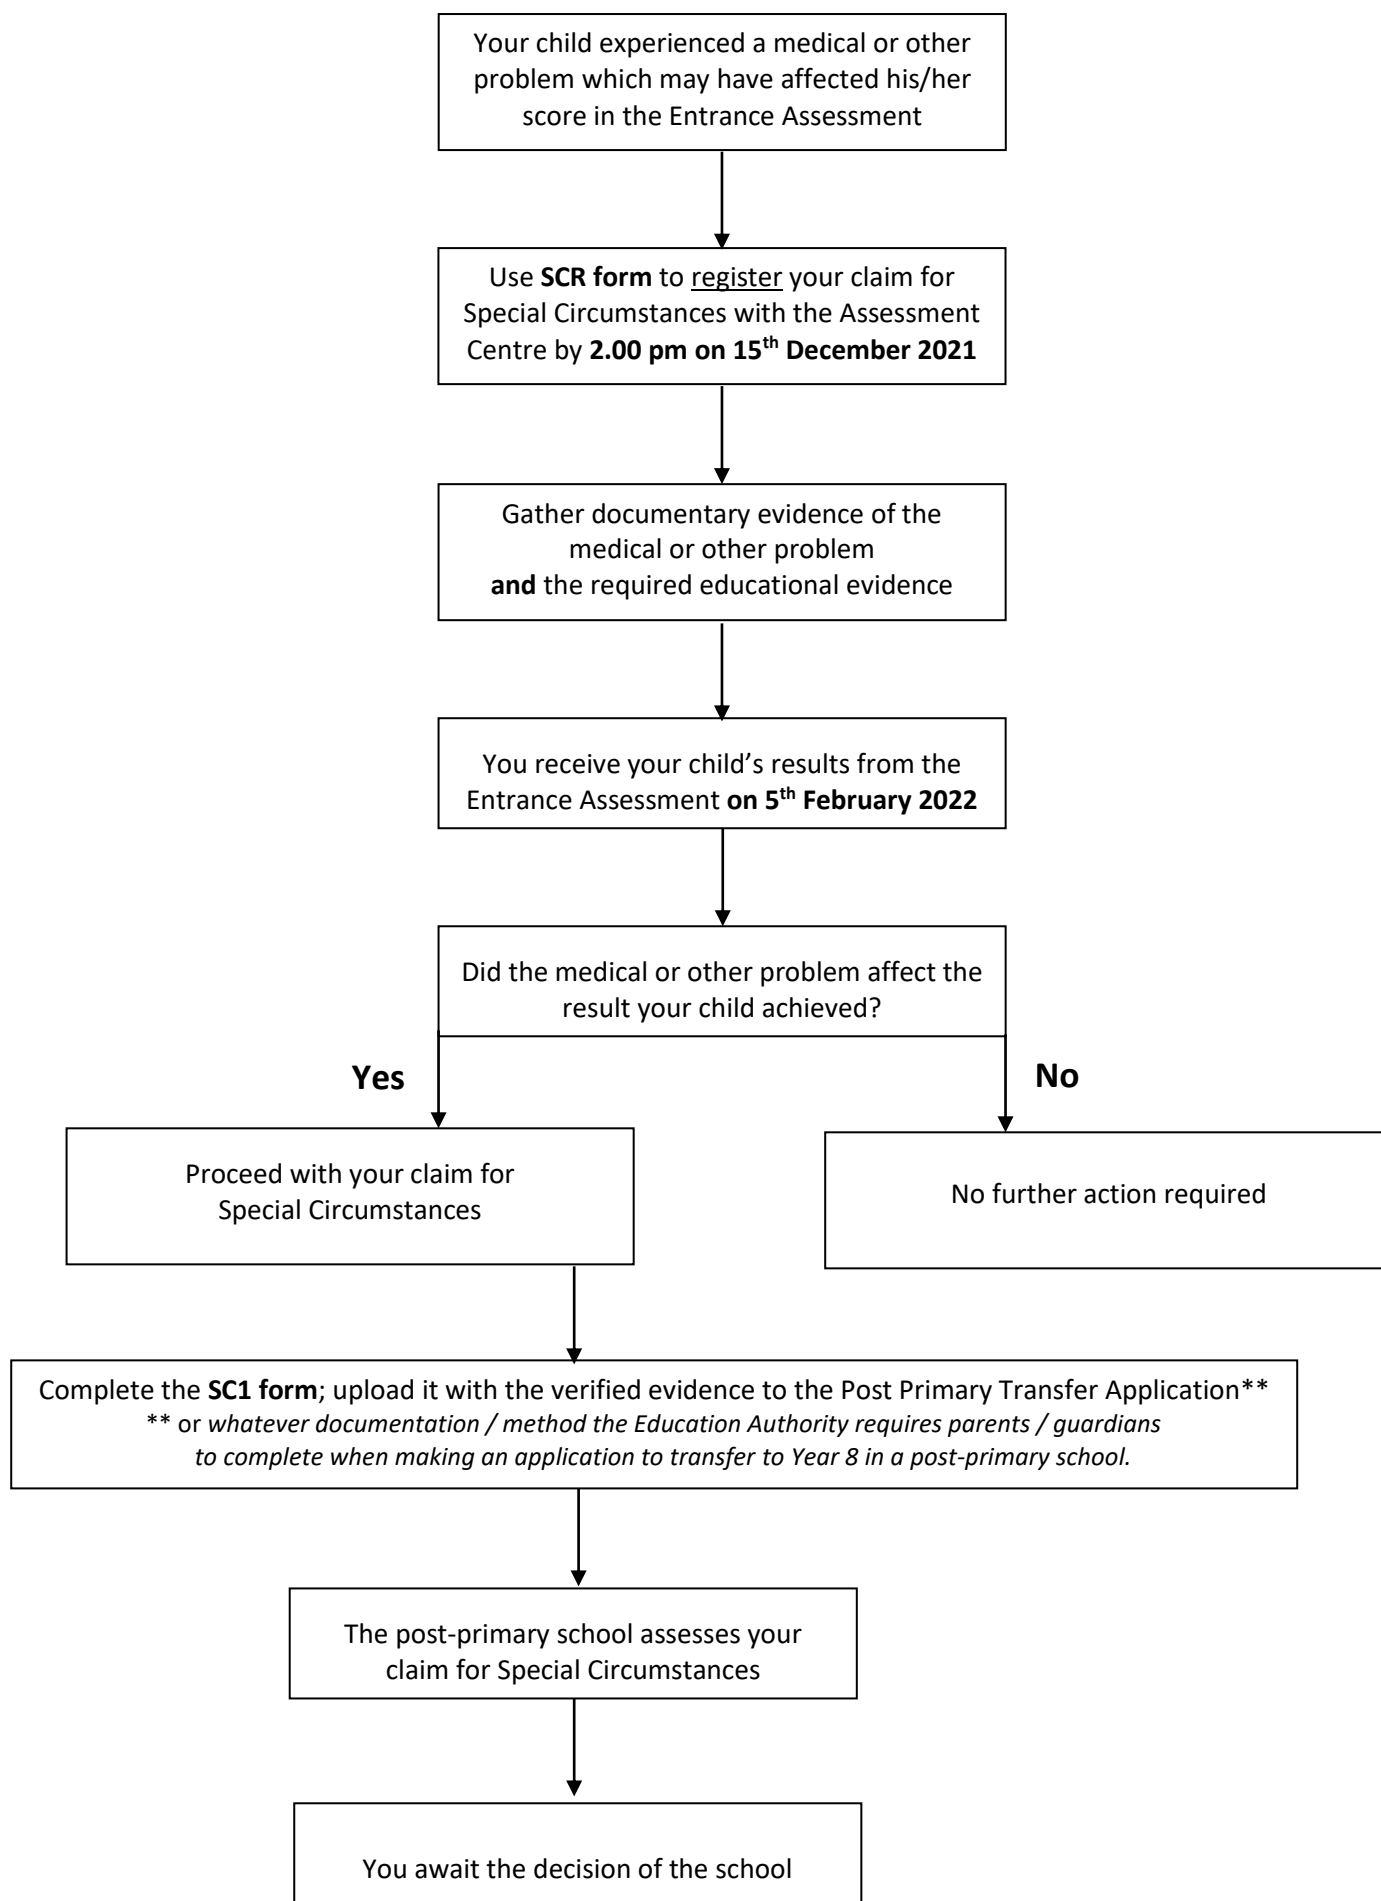 Your child experienced a medical or other
problem which may have affected his/her
score in the Entrance Assessment
Use SCR form to register your claim for
Special Circumstances with the Assessment
Centre by 2.00 pm on 15th December 2021
Gather documentary evidence of the
medical or other problem
and the required educational evidence
You receive your child’s results from the
Entrance Assessment on 5th February 2022
Did the medical or other problem affect the
result your child achieved?
Yes
No
Proceed with your claim for
Special Circumstances
No further action required
Complete the SC1 form; upload it with the verified evidence to the Post Primary Transfer Application**
** or whatever documentation / method the Education Authority requires parents / guardians
to complete when making an application to transfer to Year 8 in a post-primary school.
The post-primary school assesses your
claim for Special Circumstances
You await the decision of the school